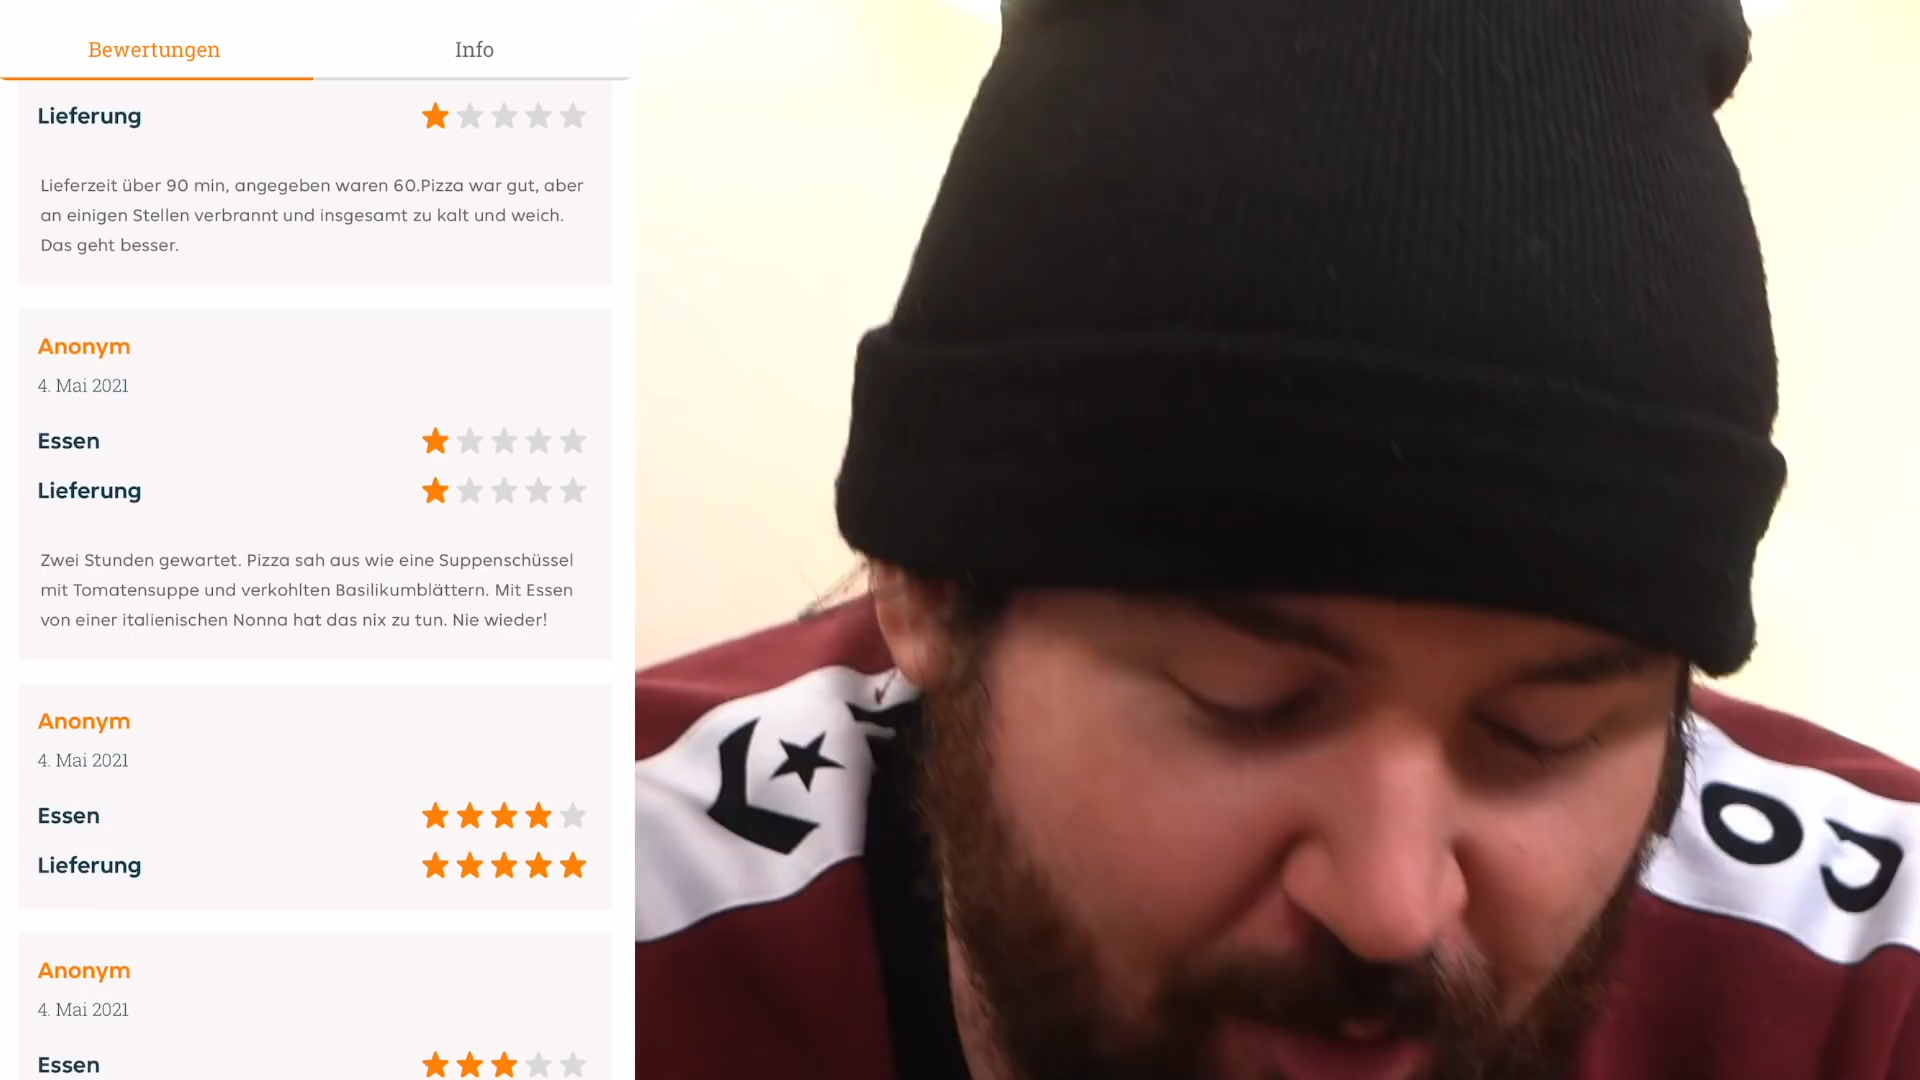 Bewertungen
Info
Lieferung
Lieferzeit über 90 min, angegeben waren 60.Pizza war gut, aber
an einigen Stellen verbrannt und insgesamt zu kalt und weich.
Das geht besser.
Anonym
4. Mai 2021
Essen
Lieferung
Zwei Stunden gewartet. Pizza sah aus wie eine Suppenschüssel
mit Tomatensuppe und verkohlten Basilikumblättern. Mit Essen
von einer italienischen Nonna hat das nix zu tun. Nie wieder!
Anonym
4. Mai 2021
Essen
Lieferung
Anonym
4. Mai 2021
Essen